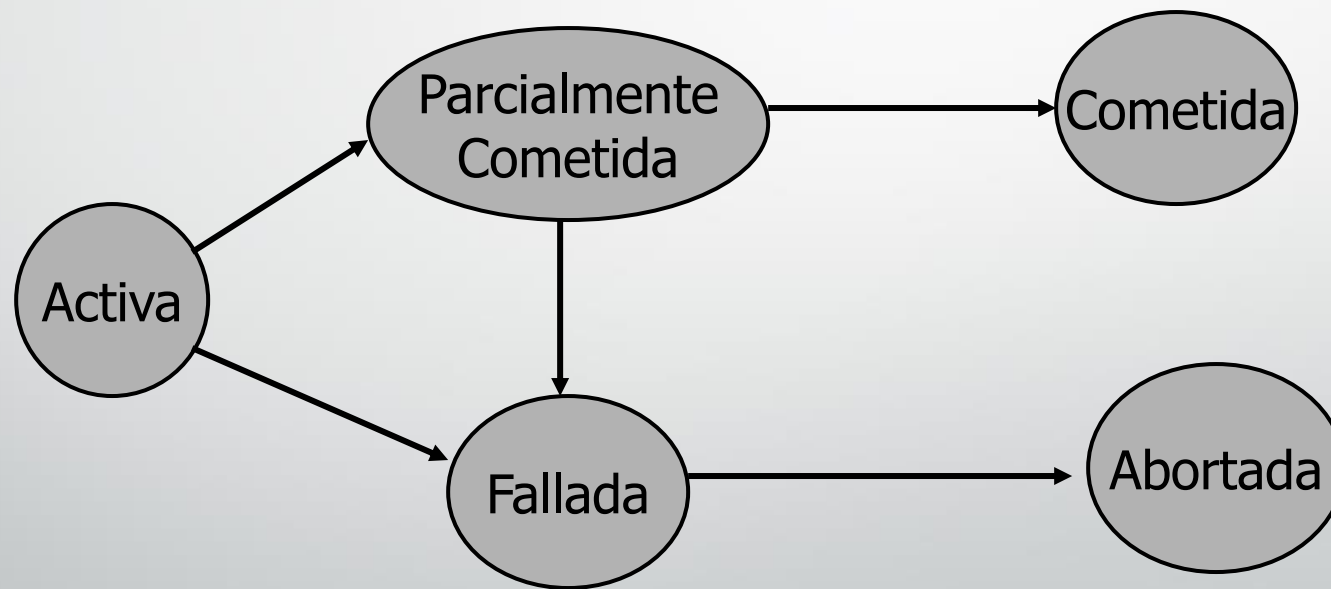 Parcialmente
Cometida
Cometida
Activa
Fallada
Abortada